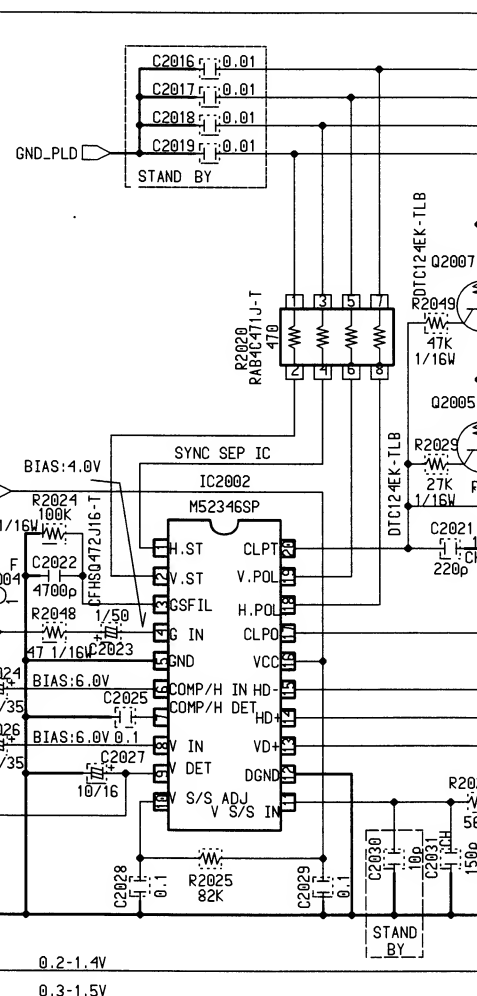 C2016 0.01
C2017 0.01
C2018 0.01
C2019 0.01
GND_PLD
STAND BY
DTC124EK-TLB
Q2007
R2049
47K
1/16W
1 3 5 7
R2020
RAB4C471J-T
470
2 4 6 8
Q2005
R2029
27K
1/16W
DTC124EK-TLB
C2021
220p
SYNC SEP IC
BIAS:4.0V
IC2002
M52346SP
R2024
100K
1/16W
CFHSQ472J16-T
C2022
4700p
R2048
47 1/16W
1/50
C2023
BIAS:6.0V
C2025
0.1
BIAS:6.0V
C2027
10/16
1 H.ST CLPT 20
2 V.ST V.POL 19
3 GSFIL H.POL 18
4 G IN CLPO 17
5 GND VCC 16
6 COMP/H IN HD- 15
7 COMP/H DET HD+ 14
8 V IN VD+ 13
9 V DET DGND 12
10 V S/S ADJ
V S/S IN 11
C2028
0.1
R2025
82K
C2029
0.1
C2030
10p
C2031
CH
150p
STAND
BY
0.2-1.4V
0.3-1.5V